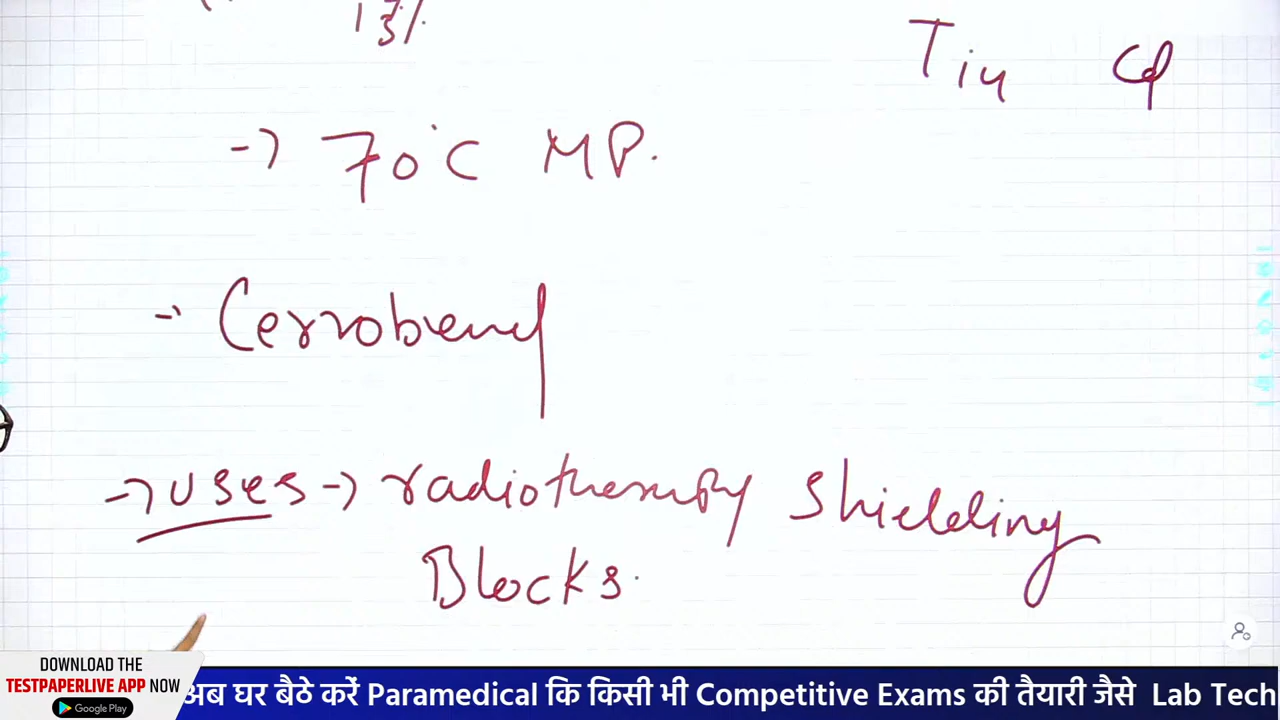 13%
Tin Cd
→ 70°C MP.
→ Cerrobend
→ uses → radiotherapy Shielding
Blocks.
DOWNLOAD THE
TESTPAPERLIVE APP NOW
Google Play
अब घर बैठे करें Paramedical कि किसी भी Competitive Exams की तैयारी जैसे Lab Tech